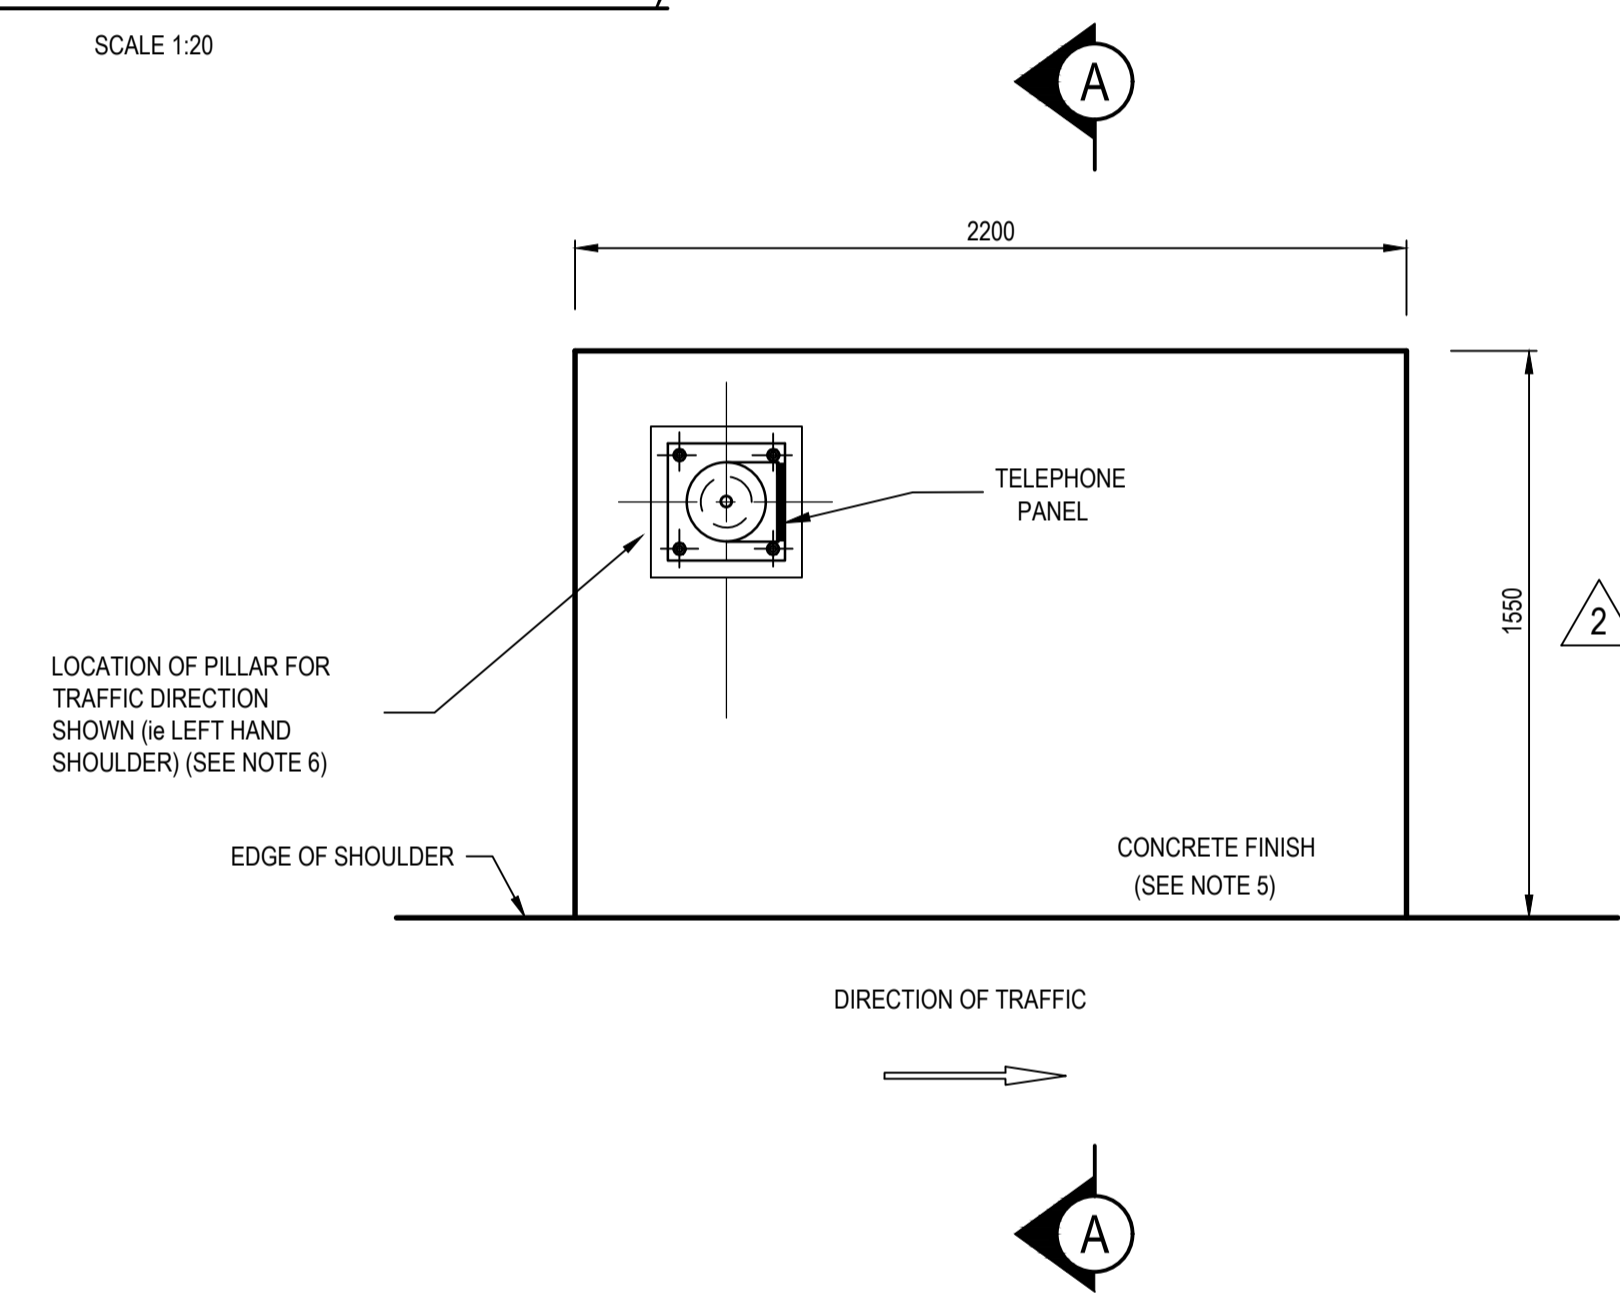 SCALE 1:20
A
2200
TELEPHONE
PANEL
1550
2
LOCATION OF PILLAR FOR
TRAFFIC DIRECTION
SHOWN (ie LEFT HAND
SHOULDER) (SEE NOTE 6)
EDGE OF SHOULDER
CONCRETE FINISH
(SEE NOTE 5)
DIRECTION OF TRAFFIC
A